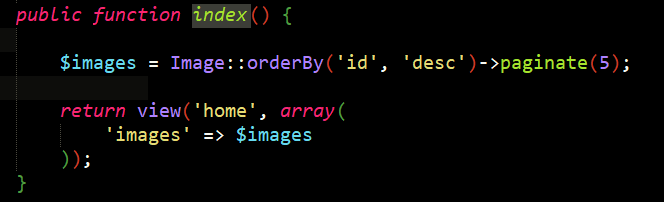 public function index() {
$images = Image::orderBy('id', 'desc')->paginate(5);
return view('home', array(
'images' => $images
));
}